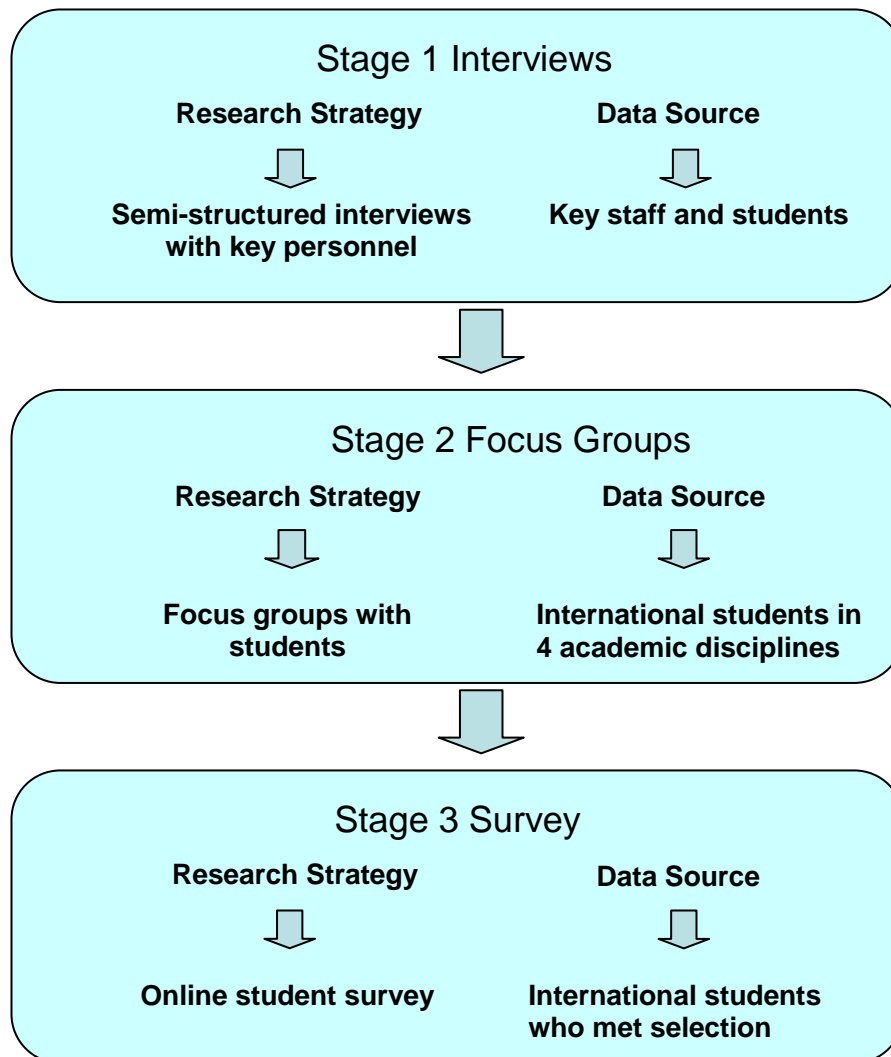 Stage 1 Interviews
Research Strategy
Data Source
Semi-structured interviews
with key personnel
Key staff and students
Stage 2 Focus Groups
Research Strategy
Data Source
Focus groups with
students
International students in
4 academic disciplines
Stage 3 Survey
Research Strategy
Data Source
Online student survey
International students
who met selection